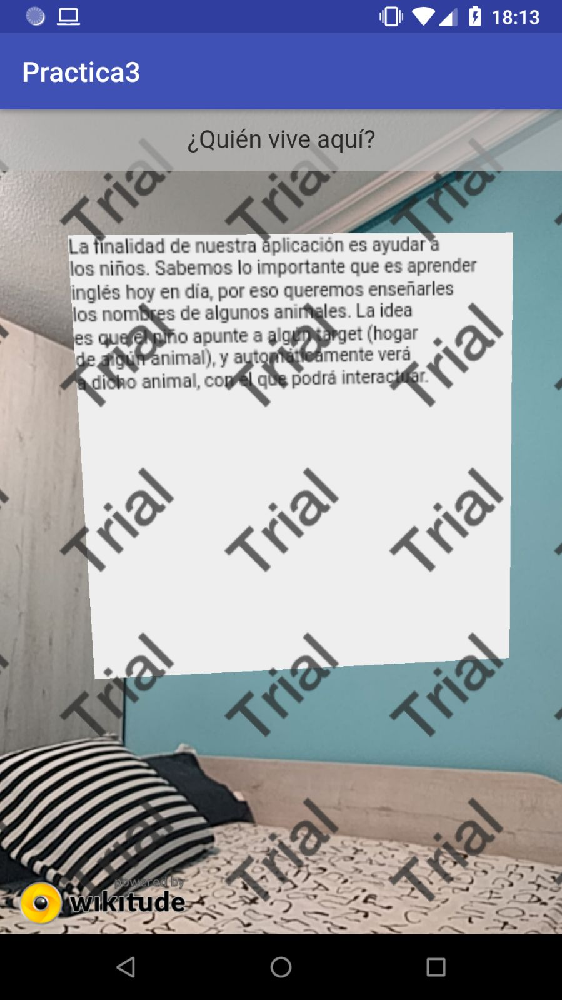 18:13
Practica3
¿Quién vive aquí?
Trial Trial Trial
La finalidad de nuestra aplicación es ayudar a
los niños. Sabemos lo importante que es aprender
inglés hoy en día, por eso queremos enseñarles
los nombres de algunos animales. La idea
es que el niño apunte a algún target (hogar
de algún animal), y automáticamente verá
a dicho animal, con el que podrá interactuar.
Trial Trial Trial
Trial Trial Trial
Trial Trial Trial
Trial Trial Trial
powered by
wikitude